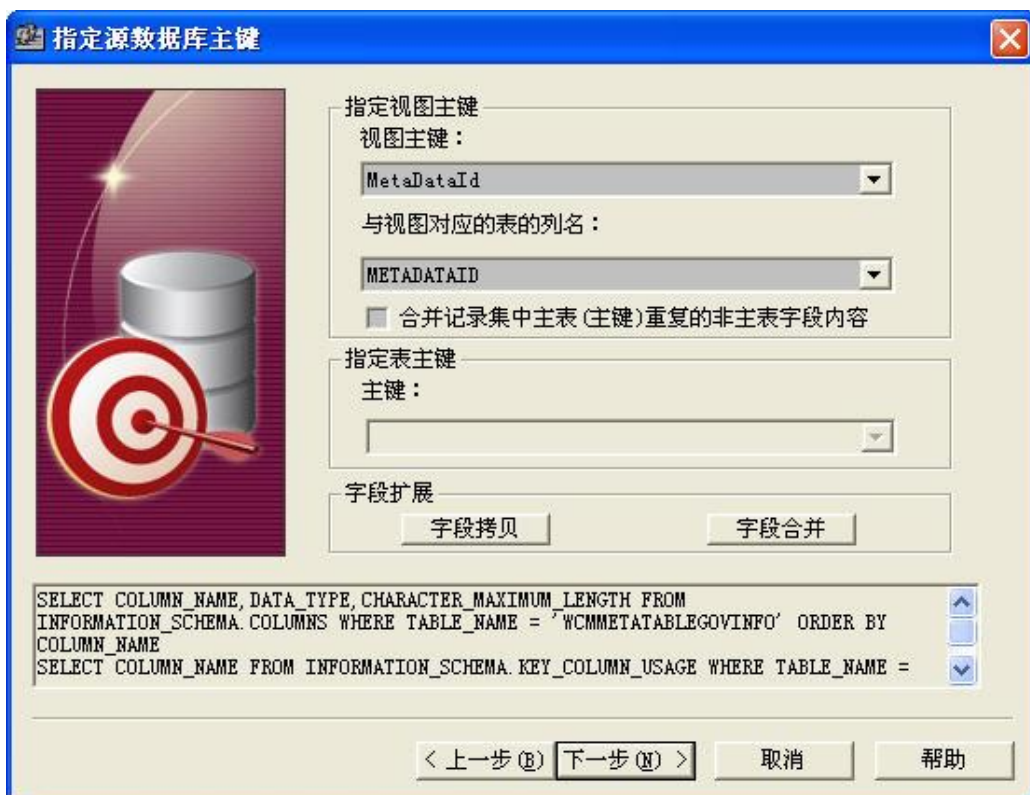 指定源数据库主键
指定视图主键
视图主键：
MetaDataId
与视图对应的表的列名：
METADATAID
合并记录集中主表(主键)重复的非主表字段内容
指定表主键
主键：
字段扩展
字段拷贝
字段合并
SELECT COLUMN_NAME,DATA_TYPE,CHARACTER_MAXIMUM_LENGTH FROM
INFORMATION_SCHEMA.COLUMNS WHERE TABLE_NAME = 'WCMMETATABLEGOVINFO' ORDER BY
COLUMN_NAME
SELECT COLUMN_NAME FROM INFORMATION_SCHEMA.KEY_COLUMN_USAGE WHERE TABLE_NAME =
< 上一步(B) 下一步(N) > 取消 帮助